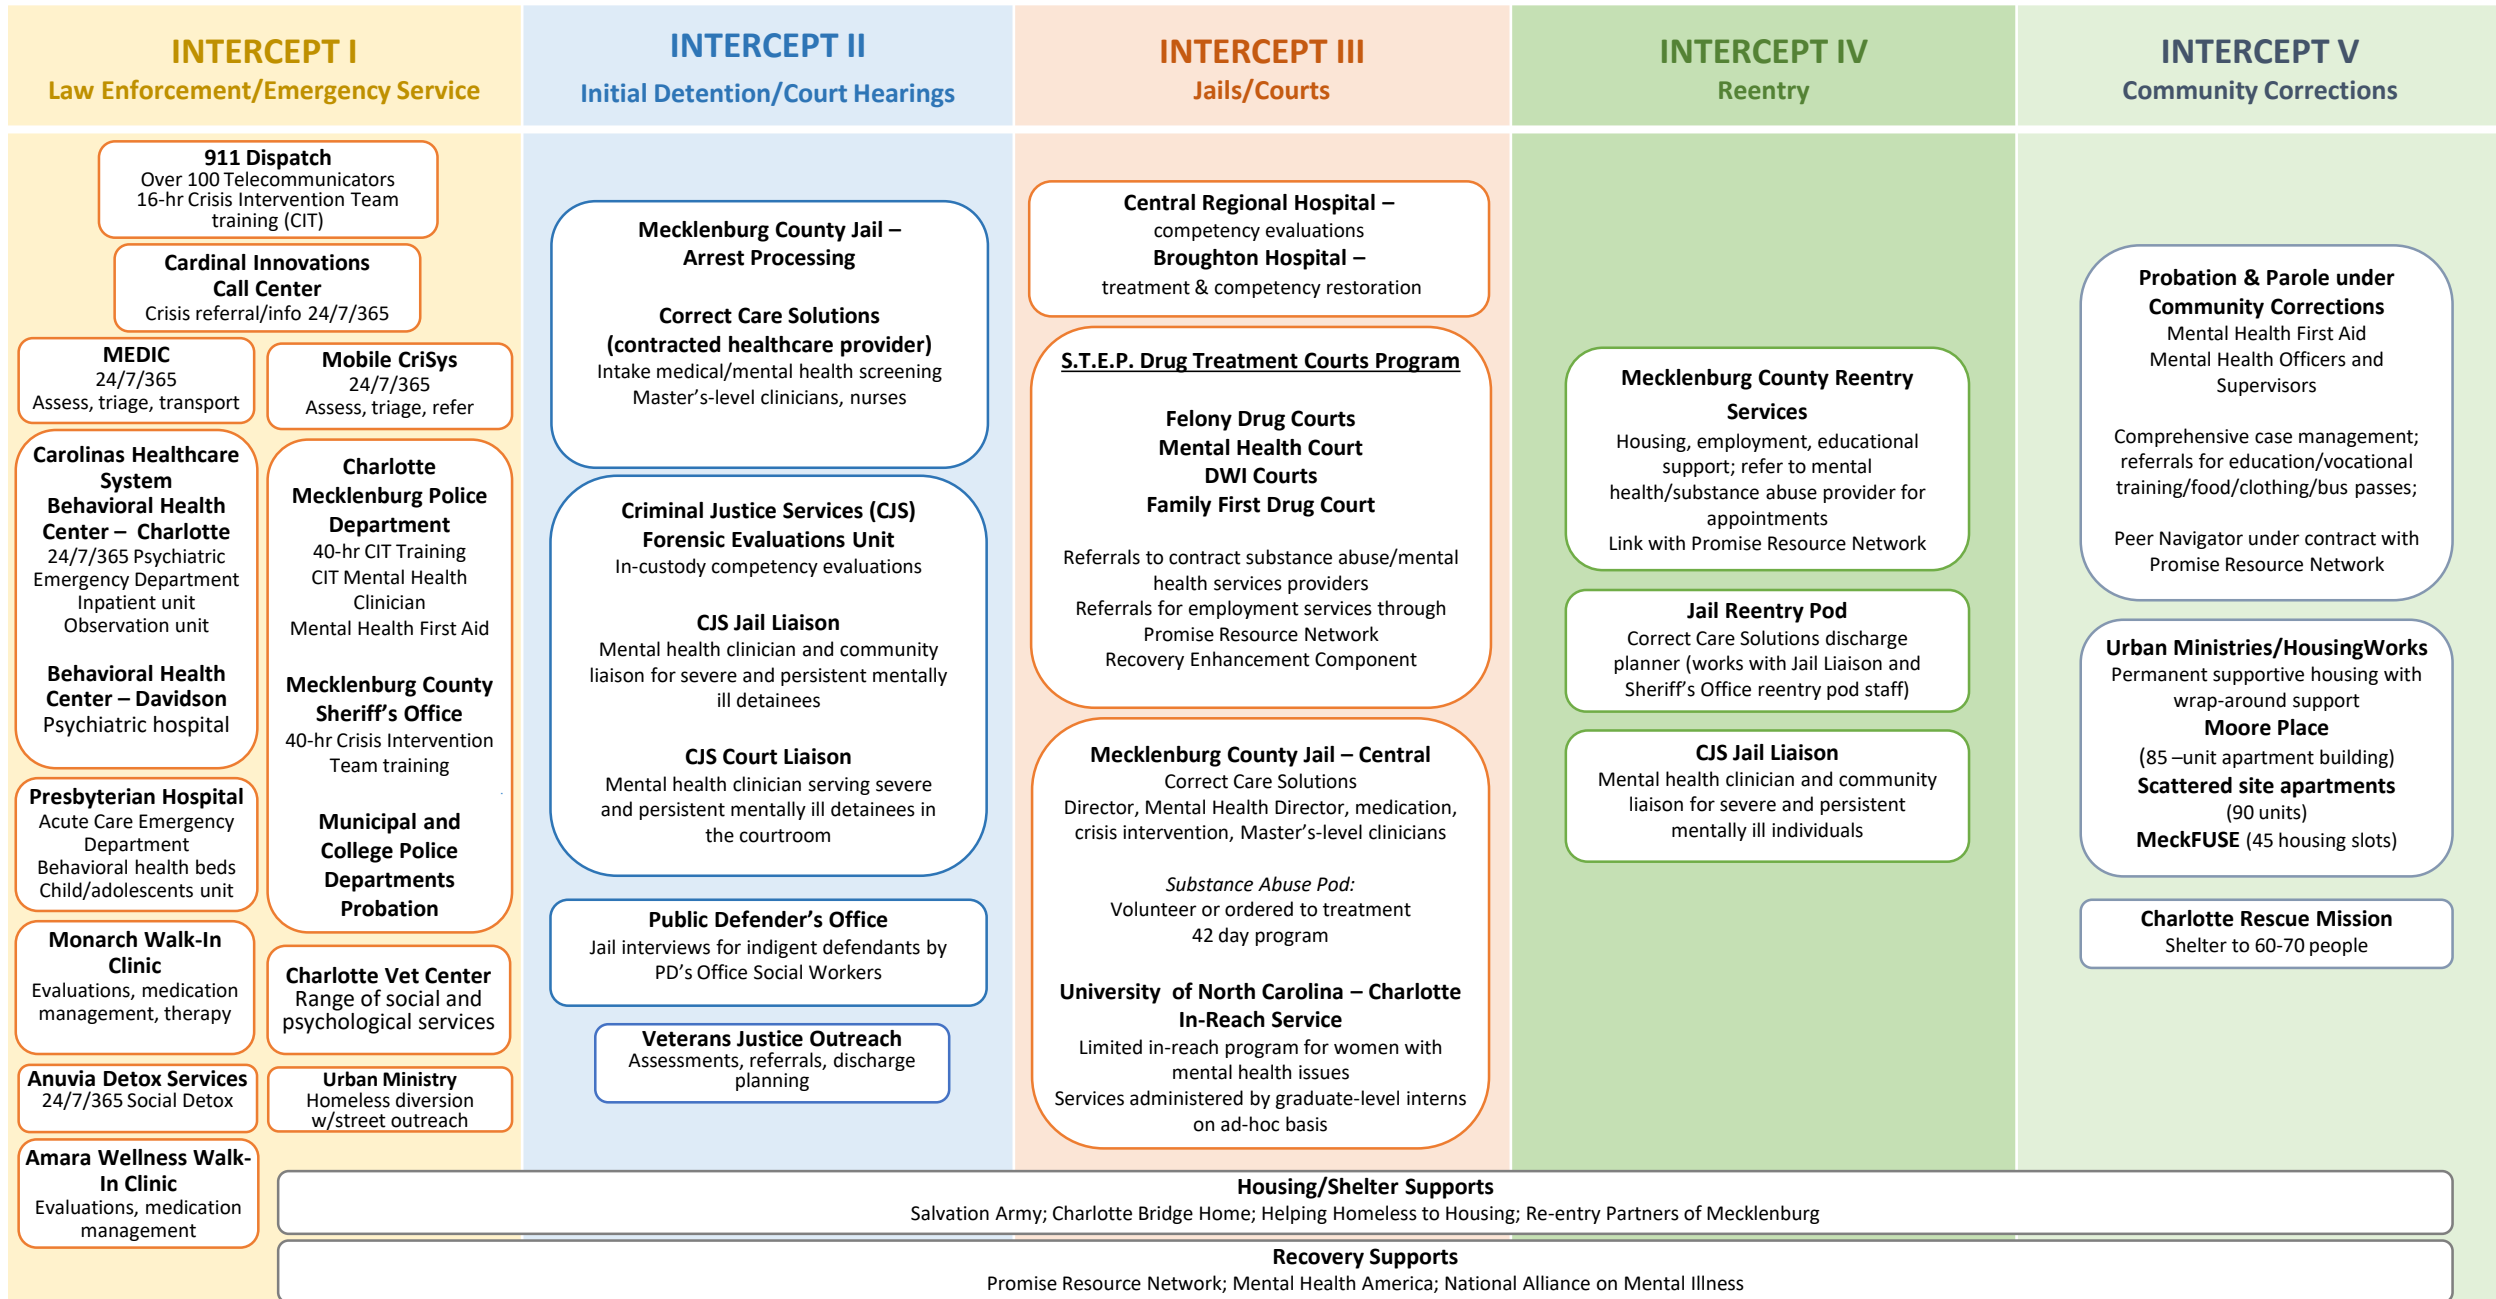 INTERCEPT I
Law Enforcement/Emergency Service
INTERCEPT II
Initial Detention/Court Hearings
INTERCEPT III
Jails/Courts
INTERCEPT IV
Reentry
INTERCEPT V
Community Corrections
911 Dispatch
Over 100 Telecommunicators
16-hr Crisis Intervention Team
training (CIT)
Cardinal Innovations
Call Center
Crisis referral/info 24/7/365
MEDIC
24/7/365
Assess, triage, transport
Mobile CriSys
24/7/365
Assess, triage, refer
Carolinas Healthcare
System
Behavioral Health
Center – Charlotte
24/7/365 Psychiatric
Emergency Department
Inpatient unit
Observation unit
Behavioral Health
Center – Davidson
Psychiatric hospital
Charlotte
Mecklenburg Police
Department
40-hr CIT Training
CIT Mental Health
Clinician
Mental Health First Aid
Mecklenburg County
Sheriff’s Office
40-hr Crisis Intervention
Team training
Municipal and
College Police
Departments
Probation
Presbyterian Hospital
Acute Care Emergency
Department
Behavioral health beds
Child/adolescents unit
Monarch Walk-In
Clinic
Evaluations, medication
management, therapy
Charlotte Vet Center
Range of social and
psychological services
Anuvia Detox Services
24/7/365 Social Detox
Urban Ministry
Homeless diversion
w/street outreach
Amara Wellness Walk-
In Clinic
Evaluations, medication
management
Mecklenburg County Jail –
Arrest Processing
Correct Care Solutions
(contracted healthcare provider)
Intake medical/mental health screening
Master’s-level clinicians, nurses
Criminal Justice Services (CJS)
Forensic Evaluations Unit
In-custody competency evaluations
CJS Jail Liaison
Mental health clinician and community
liaison for severe and persistent mentally
ill detainees
CJS Court Liaison
Mental health clinician serving severe
and persistent mentally ill detainees in
the courtroom
Public Defender’s Office
Jail interviews for indigent defendants by
PD’s Office Social Workers
Veterans Justice Outreach
Assessments, referrals, discharge
planning
Central Regional Hospital –
competency evaluations
Broughton Hospital –
treatment & competency restoration
S.T.E.P. Drug Treatment Courts Program
Felony Drug Courts
Mental Health Court
DWI Courts
Family First Drug Court
Referrals to contract substance abuse/mental
health services providers
Referrals for employment services through
Promise Resource Network
Recovery Enhancement Component
Mecklenburg County Jail – Central
Correct Care Solutions
Director, Mental Health Director, medication,
crisis intervention, Master’s-level clinicians
Substance Abuse Pod:
Volunteer or ordered to treatment
42 day program
University of North Carolina – Charlotte
In-Reach Service
Limited in-reach program for women with
mental health issues
Services administered by graduate-level interns
on ad-hoc basis
Mecklenburg County Reentry
Services
Housing, employment, educational
support; refer to mental
health/substance abuse provider for
appointments
Link with Promise Resource Network
Jail Reentry Pod
Correct Care Solutions discharge
planner (works with Jail Liaison and
Sheriff’s Office reentry pod staff)
CJS Jail Liaison
Mental health clinician and community
liaison for severe and persistent
mentally ill individuals
Probation & Parole under
Community Corrections
Mental Health First Aid
Mental Health Officers and
Supervisors
Comprehensive case management;
referrals for education/vocational
training/food/clothing/bus passes;
Peer Navigator under contract with
Promise Resource Network
Urban Ministries/HousingWorks
Permanent supportive housing with
wrap-around support
Moore Place
(85 –unit apartment building)
Scattered site apartments
(90 units)
MeckFUSE (45 housing slots)
Charlotte Rescue Mission
Shelter to 60-70 people
Housing/Shelter Supports
Salvation Army; Charlotte Bridge Home; Helping Homeless to Housing; Re-entry Partners of Mecklenburg
Recovery Supports
Promise Resource Network; Mental Health America; National Alliance on Mental Illness